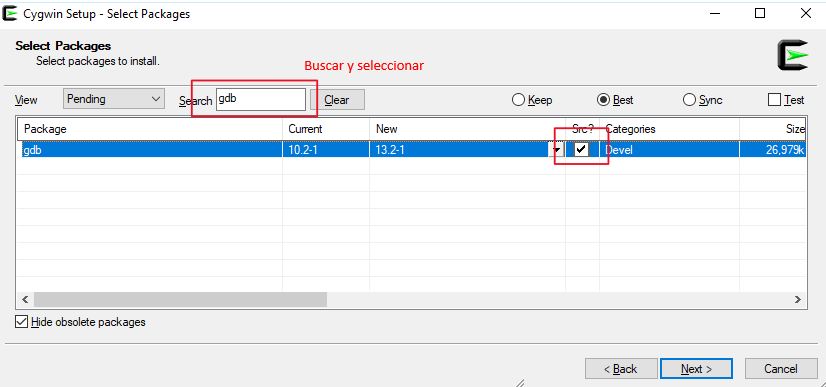 Cygwin Setup - Select Packages
Select Packages
Select packages to install.
Buscar y seleccionar
View Pending Search gdb Clear Keep Best Sync Test
Package Current New Src? Categories Size
gdb 10.2-1 13.2-1 Devel 26,979k
Hide obsolete packages
< Back Next > Cancel